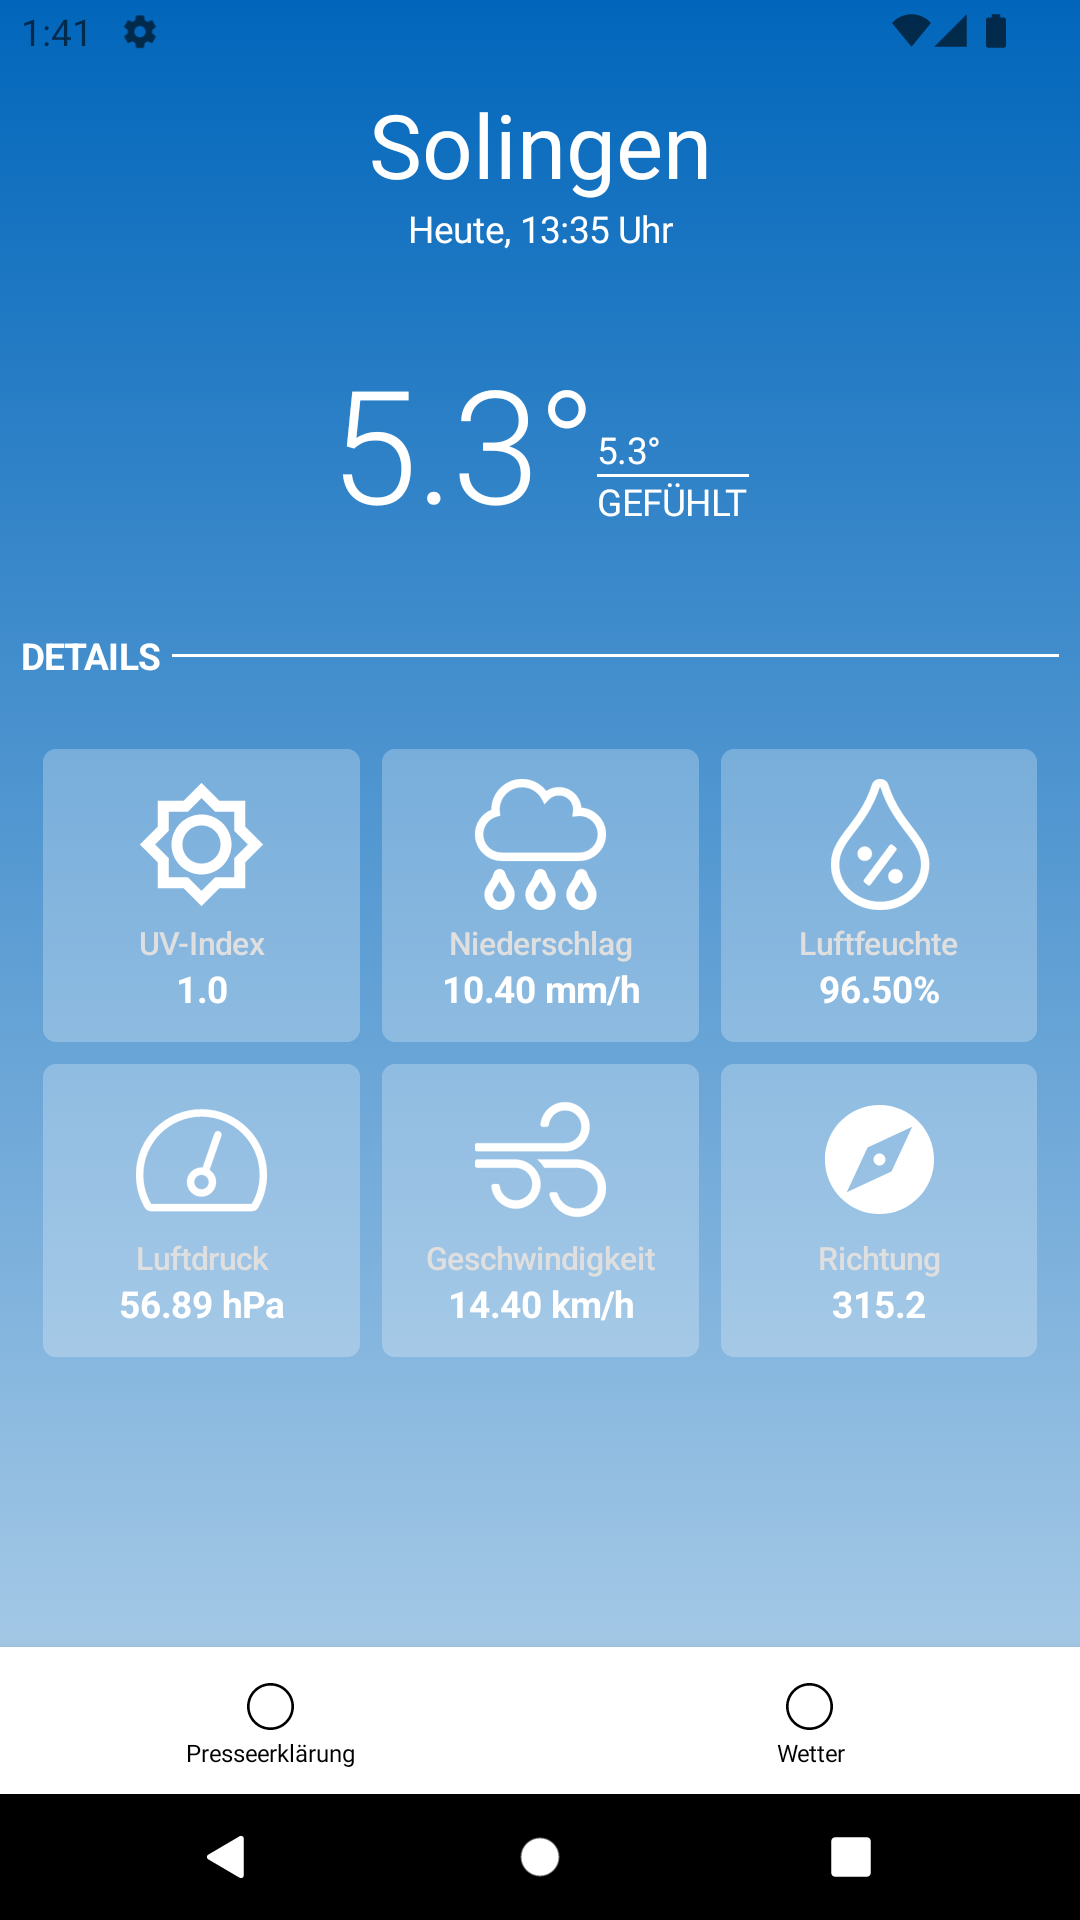 1:41
Solingen
Heute, 13:35 Uhr
5.3°
5.3°
GEFÜHLT
DETAILS
UV-Index
1.0
Niederschlag
10.40 mm/h
Luftfeuchte
96.50%
Luftdruck
56.89 hPa
Geschwindigkeit
14.40 km/h
Richtung
315.2
Presseerklärung
Wetter